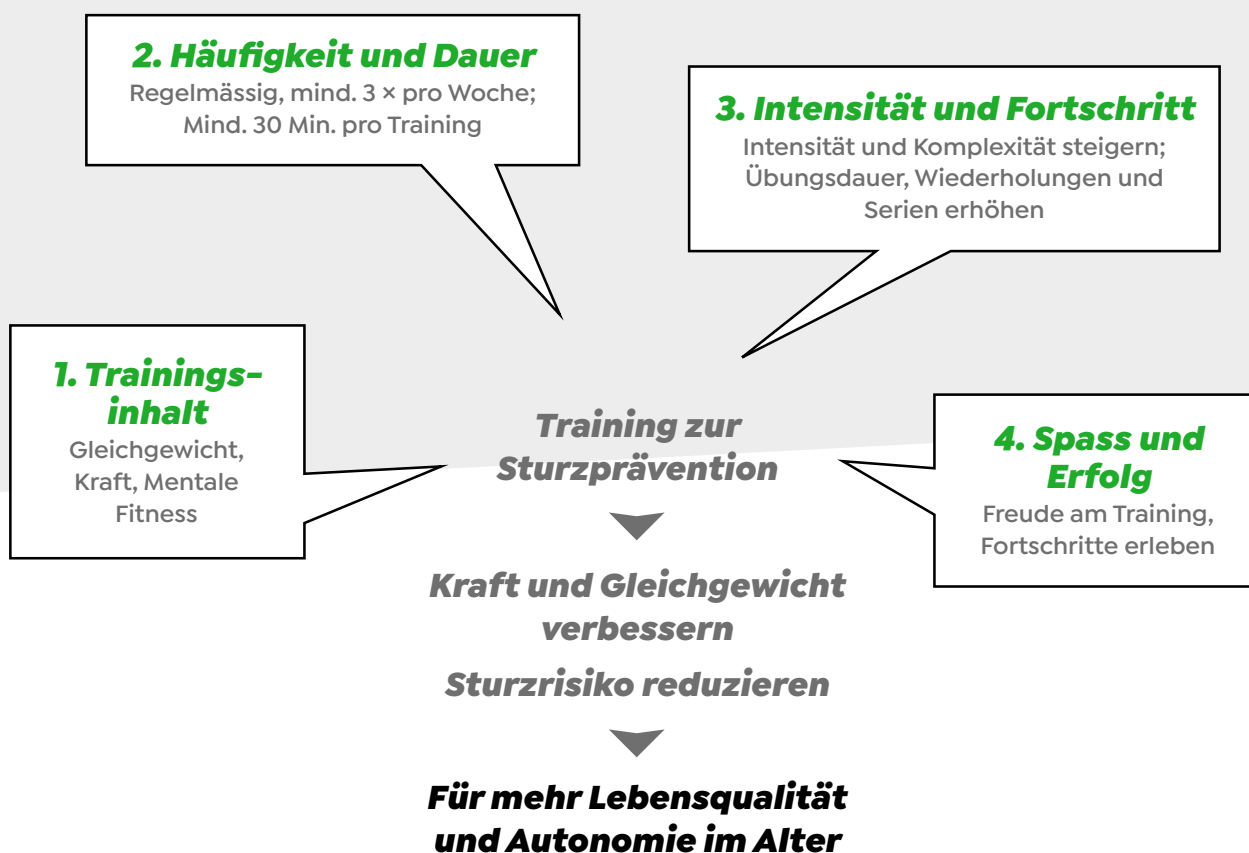 2. Häufigkeit und Dauer
Regelmässig, mind. 3 × pro Woche;
Mind. 30 Min. pro Training
3. Intensität und Fortschritt
Intensität und Komplexität steigern;
Übungsdauer, Wiederholungen und
Serien erhöhen
1. Trainings-
inhalt
Gleichgewicht,
Kraft, Mentale
Fitness
Training zur
Sturzprävention
4. Spass und
Erfolg
Freude am Training,
Fortschritte erleben
Kraft und Gleichgewicht
verbessern
Sturzrisiko reduzieren
Für mehr Lebensqualität
und Autonomie im Alter